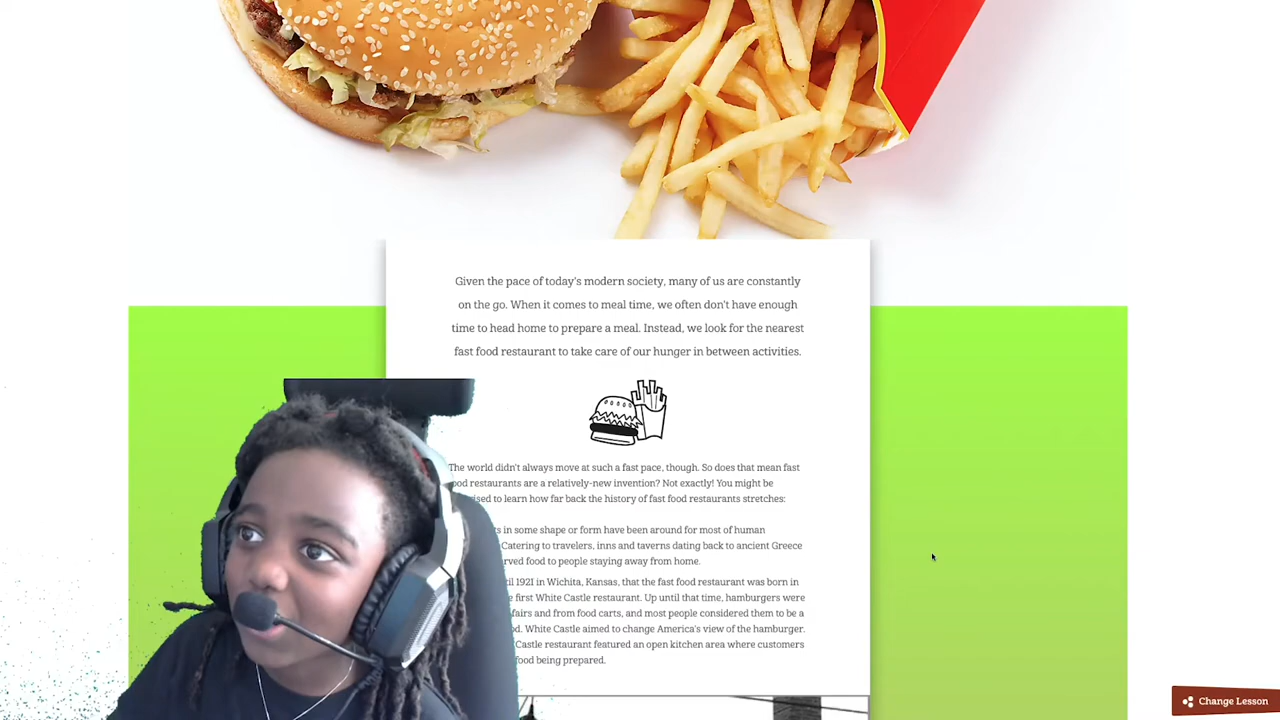 Given the pace of today's modern society, many of us are constantly
on the go. When it comes to meal time, we often don't have enough
time to head home to prepare a meal. Instead, we look for the nearest
fast food restaurant to take care of our hunger in between activities.
The world didn't always move at such a fast pace, though. So does that mean fast
ood restaurants are a relatively-new invention? Not exactly! You might be
ised to learn how far back the history of fast food restaurants stretches:
ts in some shape or form have been around for most of human
Catering to travelers, inns and taverns dating back to ancient Greece
rved food to people staying away from home.
ril 1921 in Wichita, Kansas, that the fast food restaurant was born in
e first White Castle restaurant. Up until that time, hamburgers were
fairs and from food carts, and most people considered them to be a
od. White Castle aimed to change America's view of the hamburger.
Castle restaurant featured an open kitchen area where customers
food being prepared.
Change Lesson